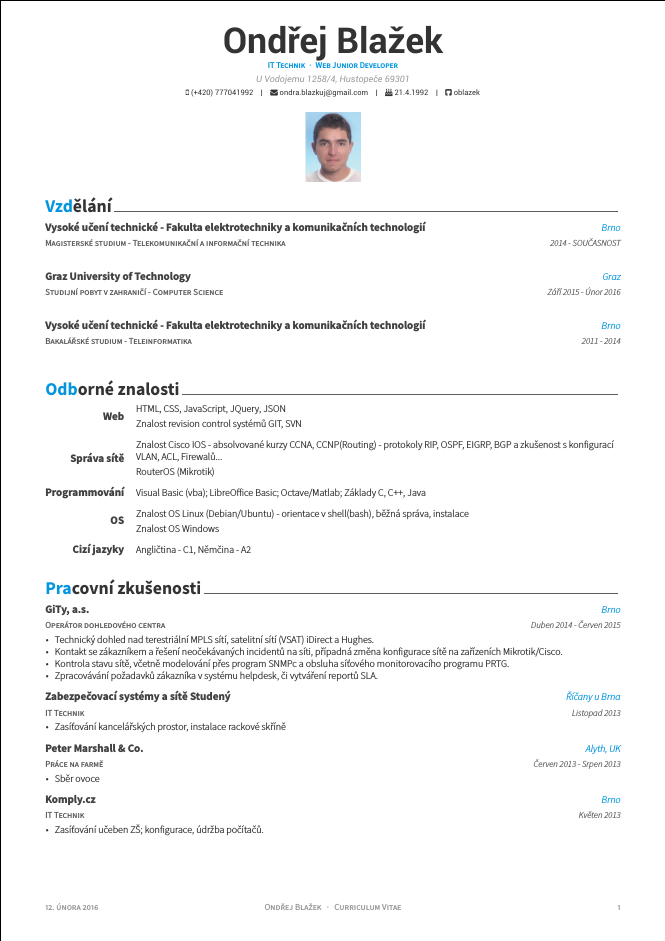 Ondřej Blažek
IT Technik · Web Junior Developer
U Vodojemu 1258/4, Hustopeče 69301
(+420) 777041992 | ondra.blazkuj@gmail.com | 21.4.1992 | oblazek
Vzdělání
Vysoké učení technické - Fakulta elektrotechniky a komunikačních technologií Brno
Magisterské studium - Telekomunikační a informační technika 2014 - SOUČASNOST
Graz University of Technology Graz
Studijní pobyt v zahraničí - Computer Science Září 2015 - Únor 2016
Vysoké učení technické - Fakulta elektrotechniky a komunikačních technologií Brno
Bakalářské studium - Teleinformatika 2011 - 2014
Odborné znalosti
Web HTML, CSS, JavaScript, JQuery, JSON
Znalost revision control systémů GIT, SVN
Správa sítě Znalost Cisco IOS - absolvované kurzy CCNA, CCNP(Routing) - protokoly RIP, OSPF, EIGRP, BGP a zkušenost s konfigurací
VLAN, ACL, Firewalů...
RouterOS (Mikrotik)
Programmování Visual Basic (vba); LibreOffice Basic; Octave/Matlab; Základy C, C++, Java
OS Znalost OS Linux (Debian/Ubuntu) - orientace v shell(bash), běžná správa, instalace
Znalost OS Windows
Cizí jazyky Angličtina - C1, Němčina - A2
Pracovní zkušenosti
GiTy, a.s. Brno
Operátor dohledového centra Duben 2014 - Červen 2015
• Technický dohled nad terestriální MPLS sítí, satelitní sítí (VSAT) iDirect a Hughes.
• Kontakt se zákazníkem a řešení neočekávaných incidentů na síti, případná změna konfigurace sítě na zařízeních Mikrotik/Cisco.
• Kontrola stavu sítě, včetně modelování přes program SNMPc a obsluha síťového monitorovacího programu PRTG.
• Zpracovávání požadavků zákazníka v systému helpdesk, či vytváření reportů SLA.
Zabezpečovací systémy a sítě Studený Říčany u Brna
IT Technik Listopad 2013
• Zasíťování kancelářských prostor, instalace rackové skříně
Peter Marshall & Co. Alyth, UK
Práce na farmě Červen 2013 - Srpen 2013
• Sběr ovoce
Komply.cz Brno
IT Technik Květen 2013
• Zasíťování učeben ZŠ; konfigurace, údržba počítačů.
12. ÚNORA 2016 Ondřej Blažek · Curriculum Vitae 1